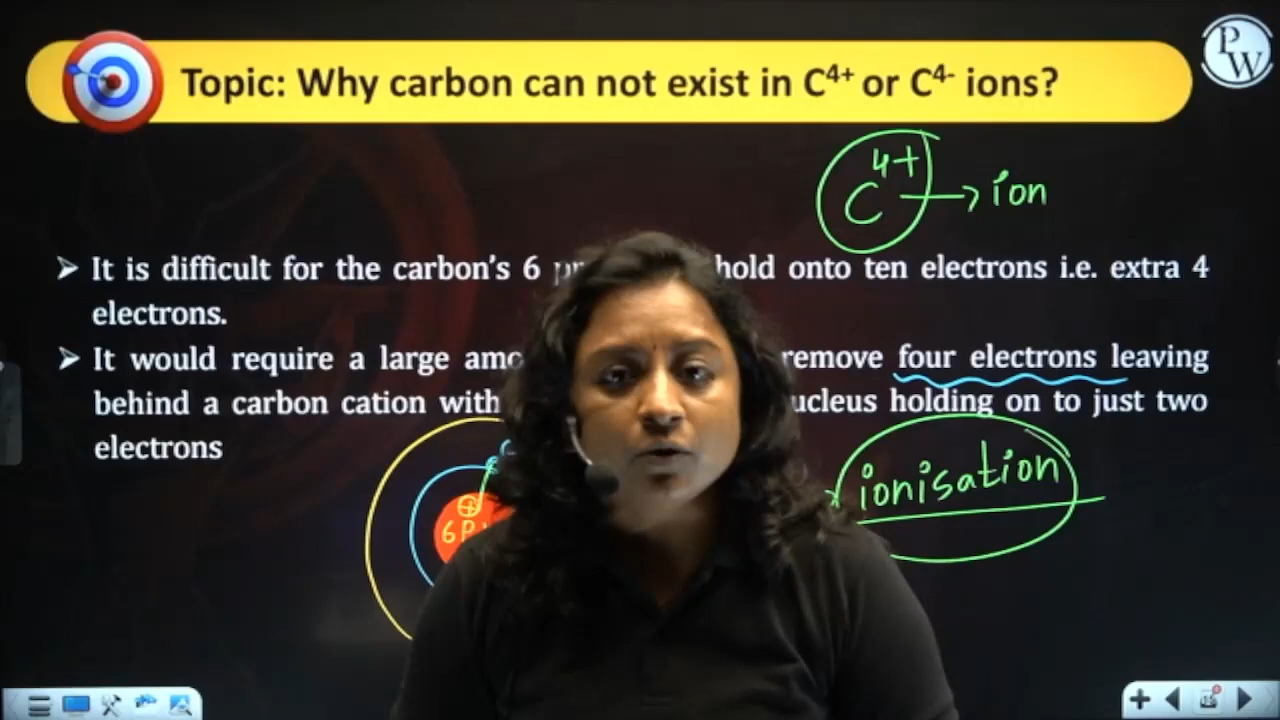 Topic: Why carbon can not exist in C⁴⁺ or C⁴⁻ ions?
PW
C⁴⁺ → ion
➤ It is difficult for the carbon's 6 hold onto ten electrons i.e. extra 4
electrons.
➤ It would require a large remove four electrons leaving
behind a carbon cation with holding on to just two
electrons
ionisation
6P